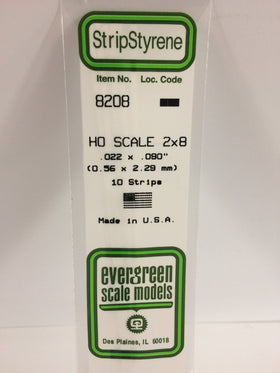 StripStyrene
Item No. Loc. Code
8208
HO SCALE 2x8
.022 x .090"
(0.56 x 2.29 mm)
10 Strips
Made in U.S.A.
evergreen
scale models
Des Plaines, IL 60018